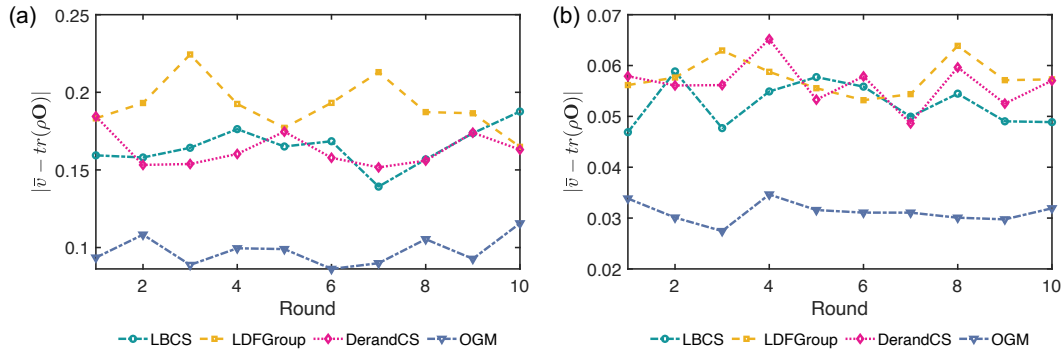 (a)
0.25
0.2
0.15
0.1
|v̄ − tr(ρO)|
2 4 6 8 10
Round
LBCS LDFGroup DerandCS OGM
(b)
0.07
0.06
0.05
0.04
0.03
0.02
|v̄ − tr(ρO)|
2 4 6 8 10
Round
LBCS LDFGroup DerandCS OGM